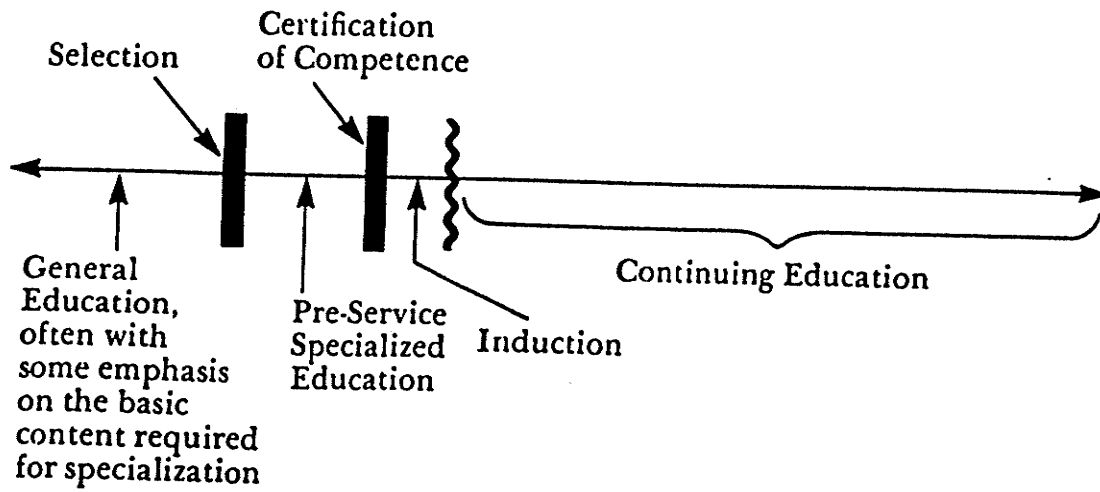 Selection
Certification
of Competence
General
Education,
often with
some emphasis
on the basic
content required
for specialization
Pre-Service
Specialized
Education
Induction
Continuing Education